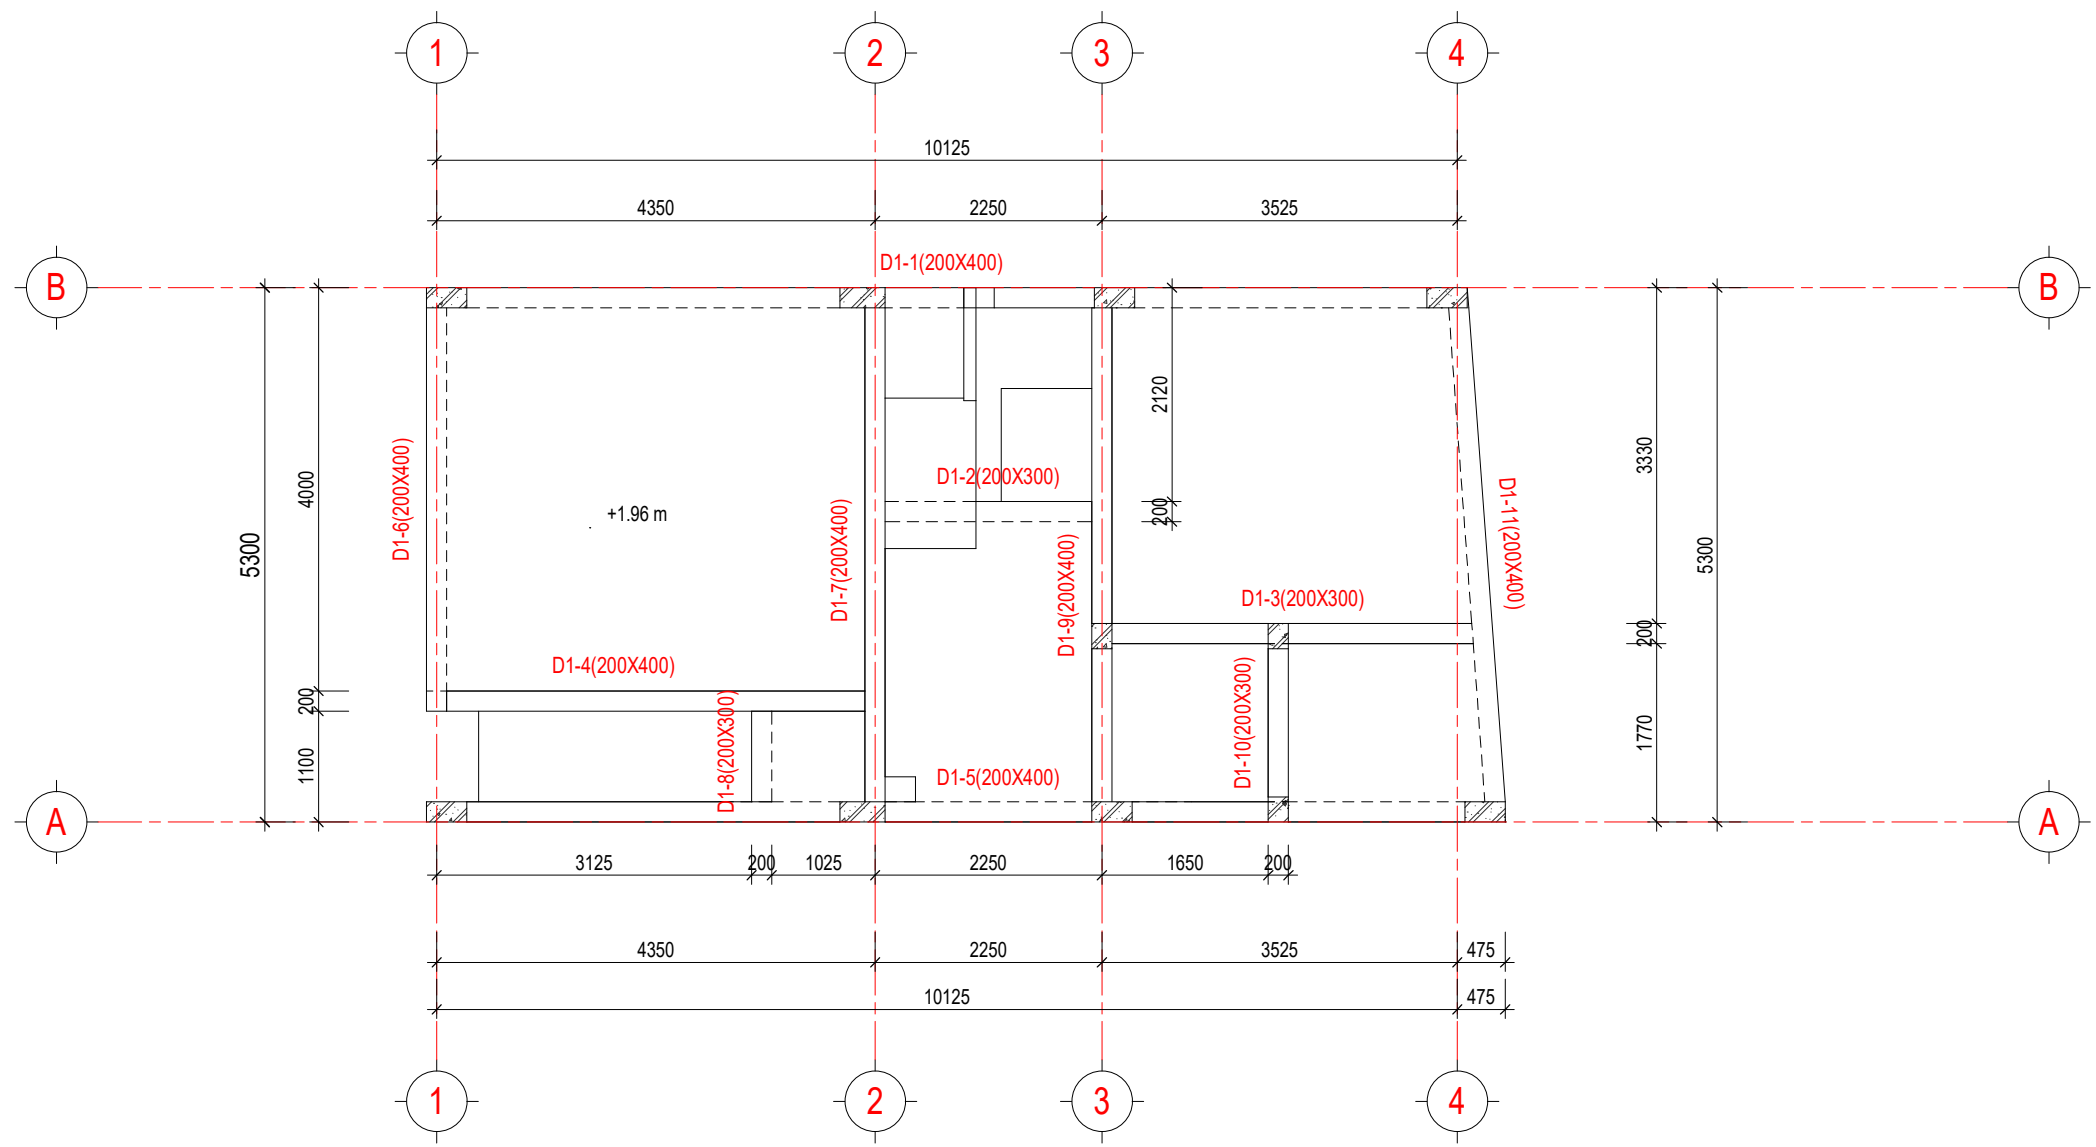 1 2 3 4
10125
4350 2250 3525
D1-1(200X400)
B B
2120
D1-6(200X400)
4000
3330
D1-2(200X300)
D1-11(200X400)
+1.96 m
200
5300
D1-7(200X400)
D1-9(200X400)
5300
D1-3(200X300)
200
D1-4(200X400)
200
D1-8(200X300)
D1-10(200X300)
1770
1100
D1-5(200X400)
A A
3125 200 1025 2250 1650 200
4350 2250 3525 475
10125 475
1 2 3 4